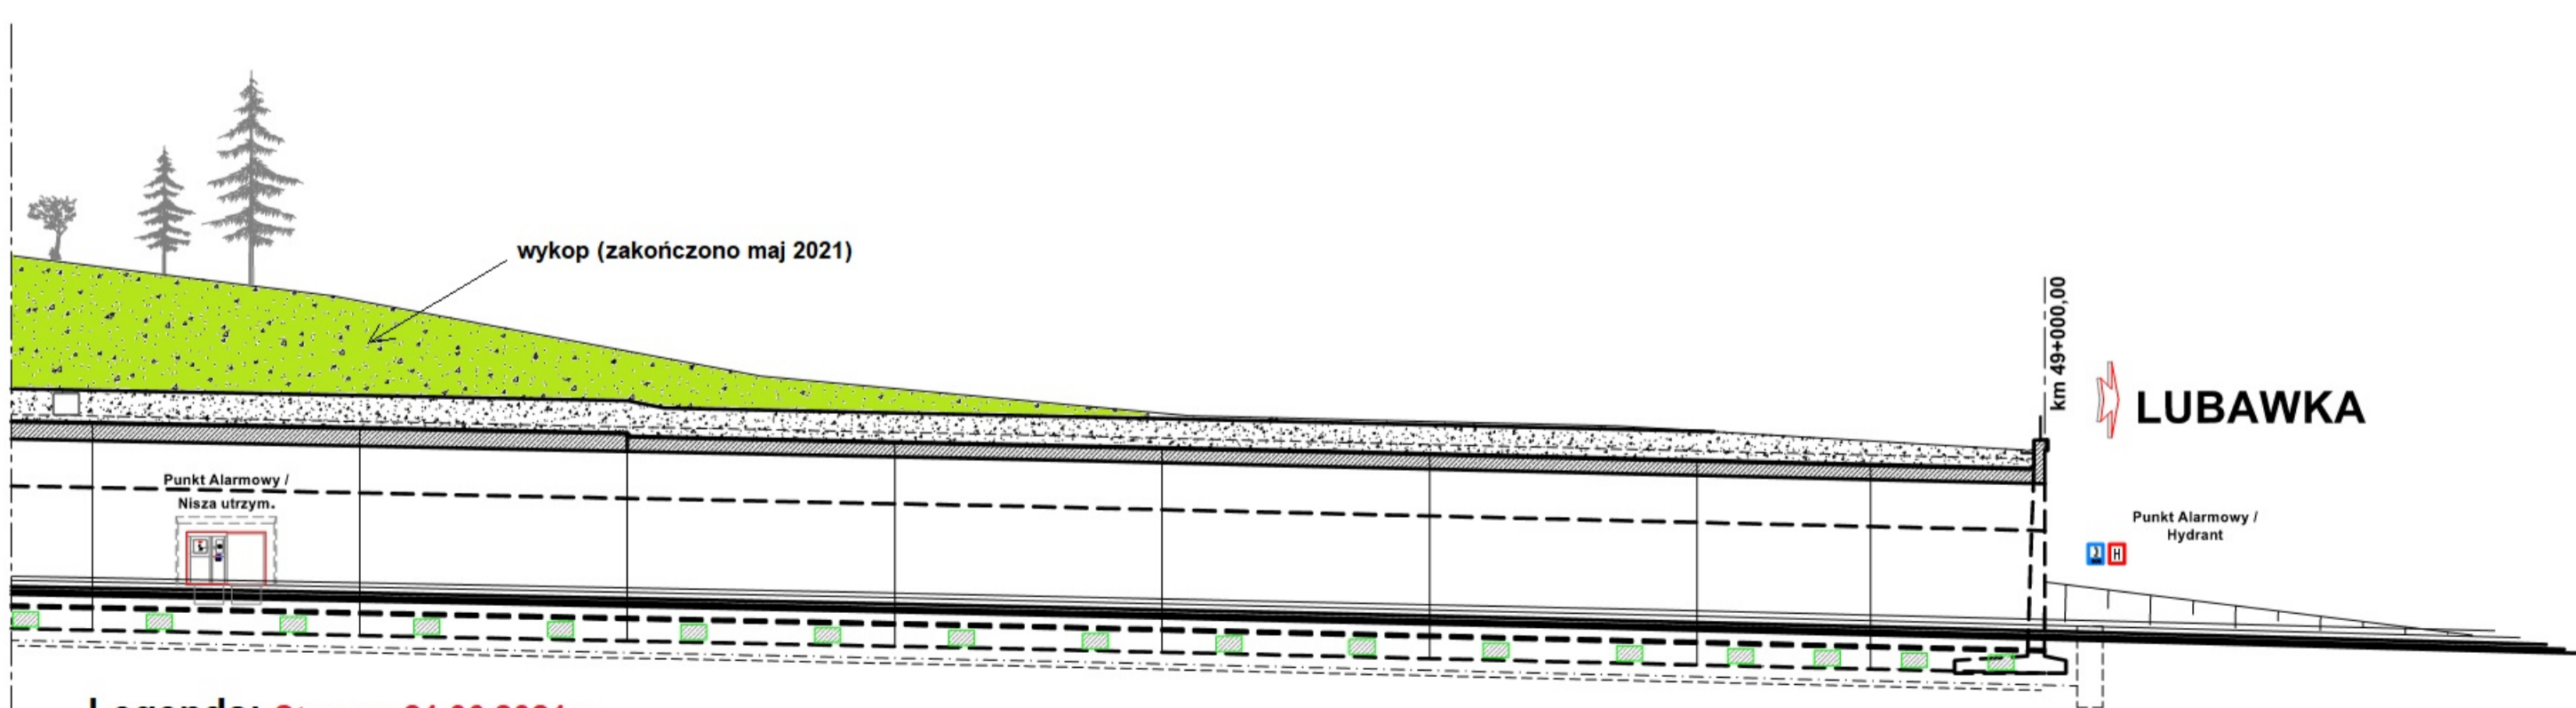 wykop (zakończono maj 2021)
km 49+000,00
LUBAWKA
Punkt Alarmowy /
Nisza utrzym.
Punkt Alarmowy /
Hydrant
H